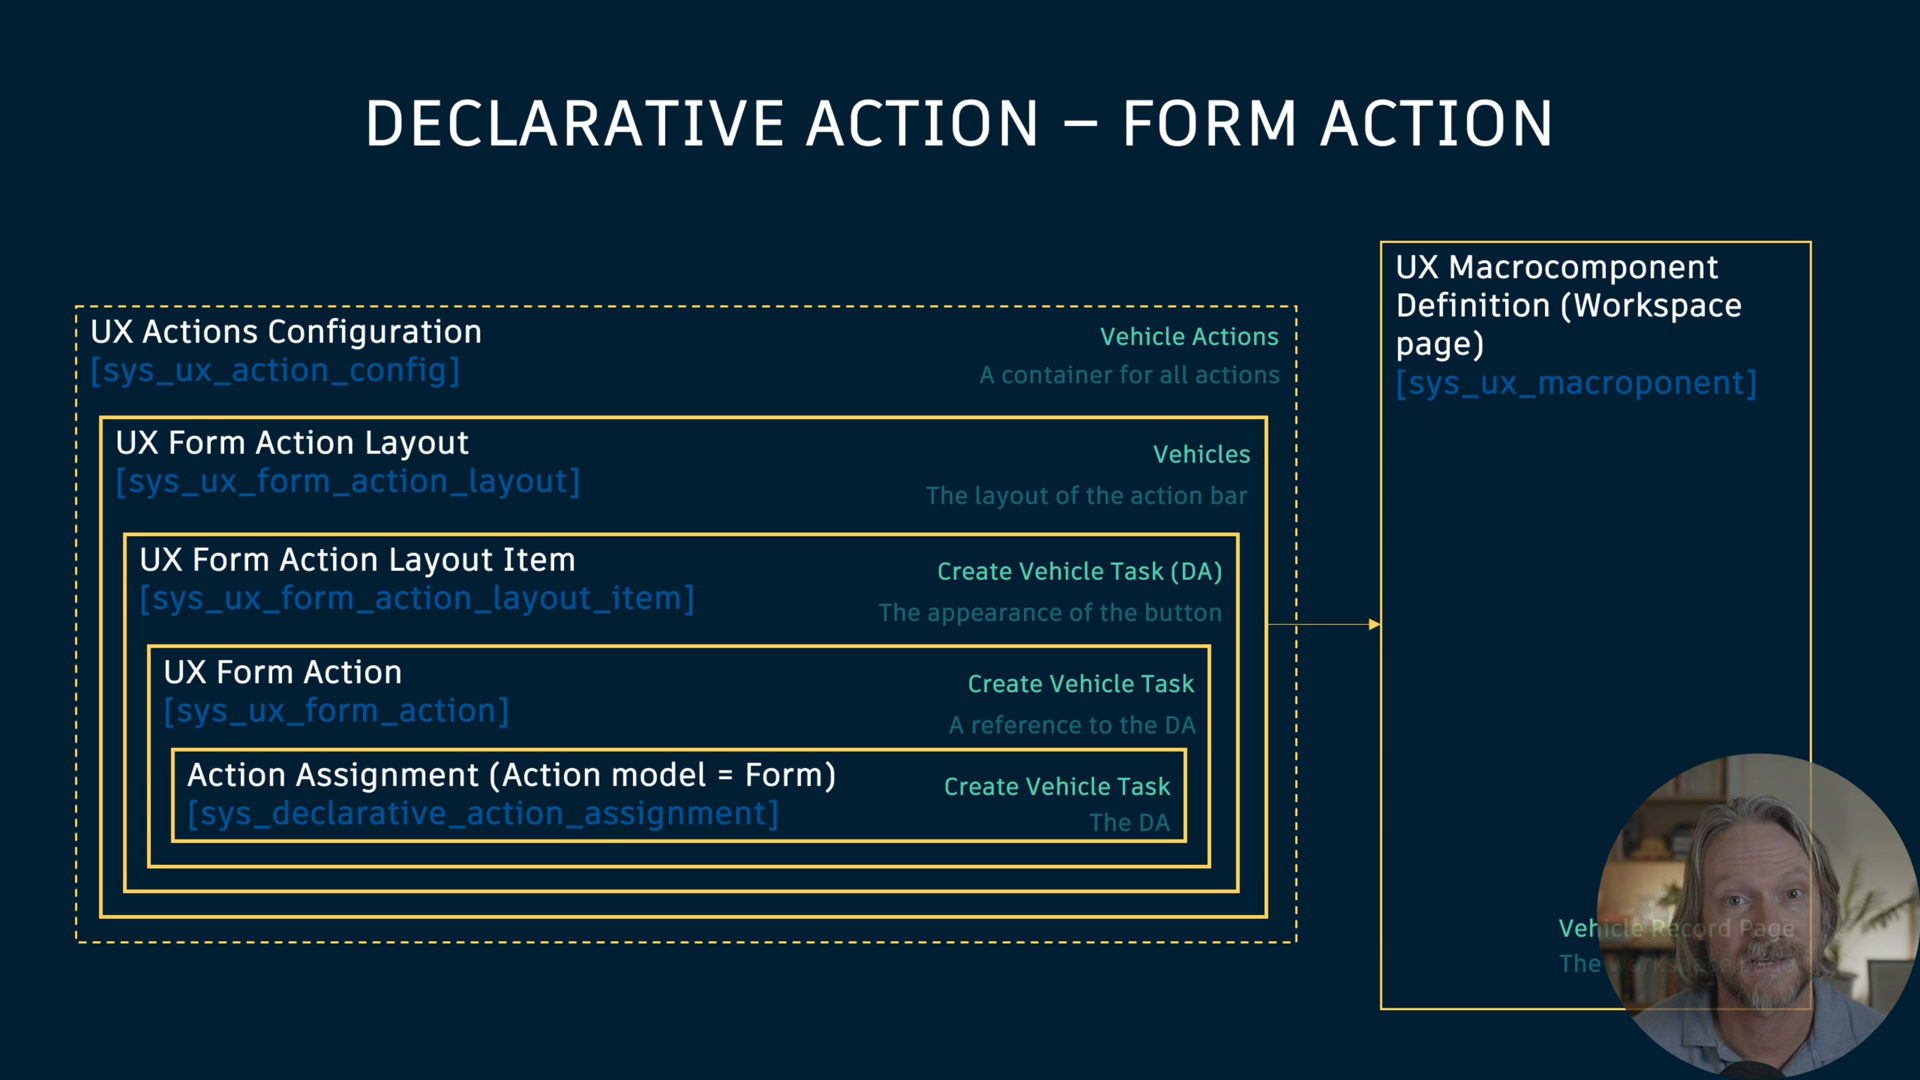 DECLARATIVE ACTION – FORM ACTION
UX Actions Configuration
[sys_ux_action_config]
Vehicle Actions
A container for all actions
UX Form Action Layout
[sys_ux_form_action_layout]
Vehicles
The layout of the action bar
UX Form Action Layout Item
[sys_ux_form_action_layout_item]
Create Vehicle Task (DA)
The appearance of the button
UX Form Action
[sys_ux_form_action]
Create Vehicle Task
A reference to the DA
Action Assignment (Action model = Form)
[sys_declarative_action_assignment]
Create Vehicle Task
The DA
UX Macrocomponent
Definition (Workspace
page)
[sys_ux_macroponent]
Vehicle Record Page
The workspace page